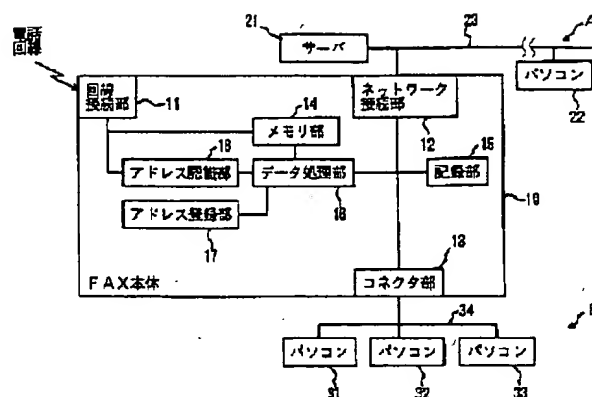 電話
回線
21
サーバ
23
A
パソコン
22
回線
接続部
11
ネットワーク
接続部
12
14
メモリ部
18
アドレス認識部
データ処理部
16
15
記録部
アドレス登録部
17
10
13
コネクタ部
FAX本体
34
B
パソコン
パソコン
パソコン
31
32
33